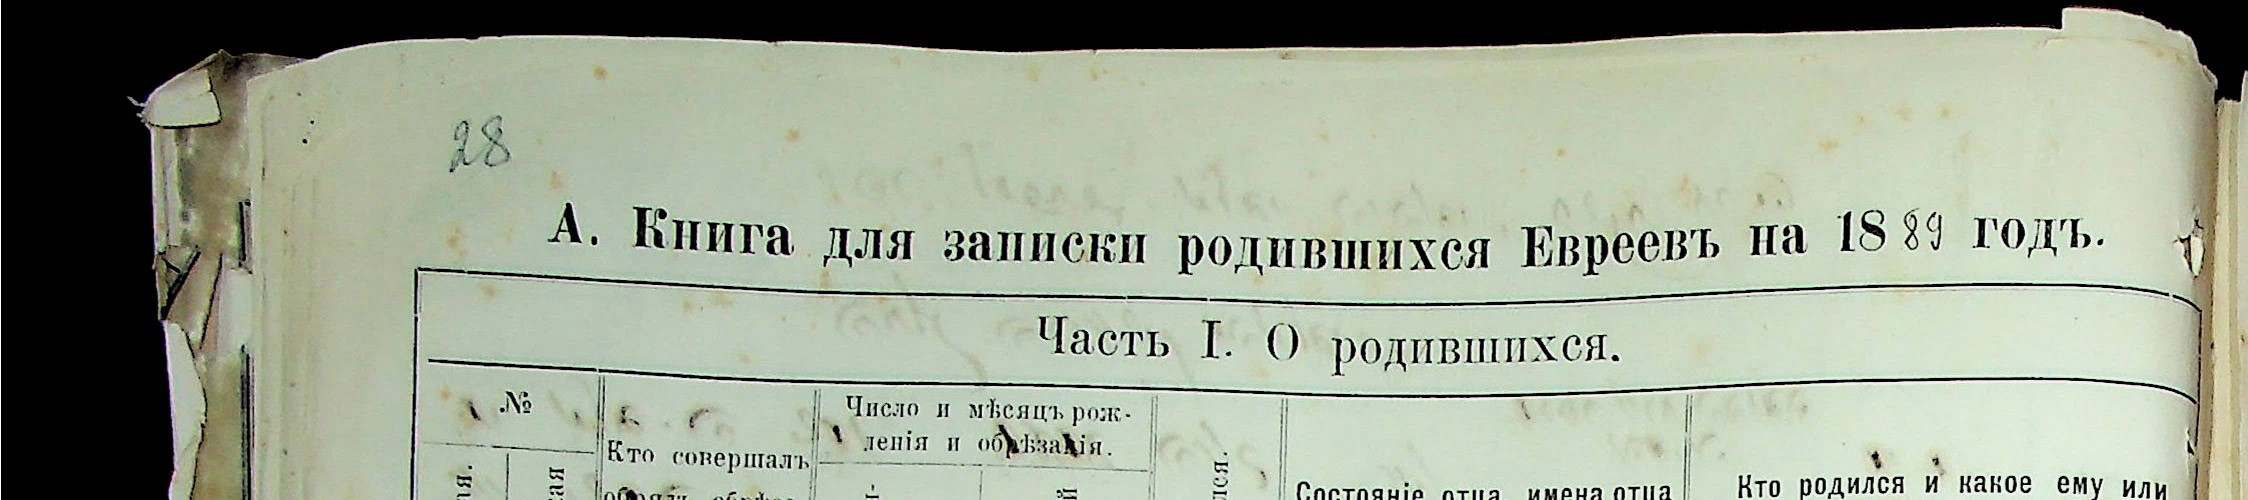 28
А. Книга для записки родившихся Евреевъ на 1889 годъ.
Часть I. О родившихся.
№
Число и мѣсяцъ рож-
денія и обрѣзанія.
Кто совершалъ
Состояніе отца, имена отца
Кто родился и какое ему или